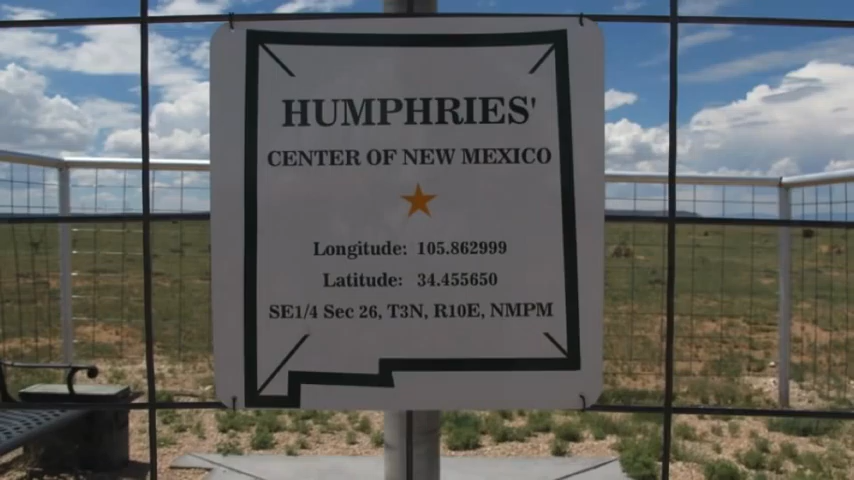 HUMPHRIES'
CENTER OF NEW MEXICO
Longitude: 105.862999
Latitude: 34.455650
SE1/4 Sec 26, T3N, R10E, NMPM